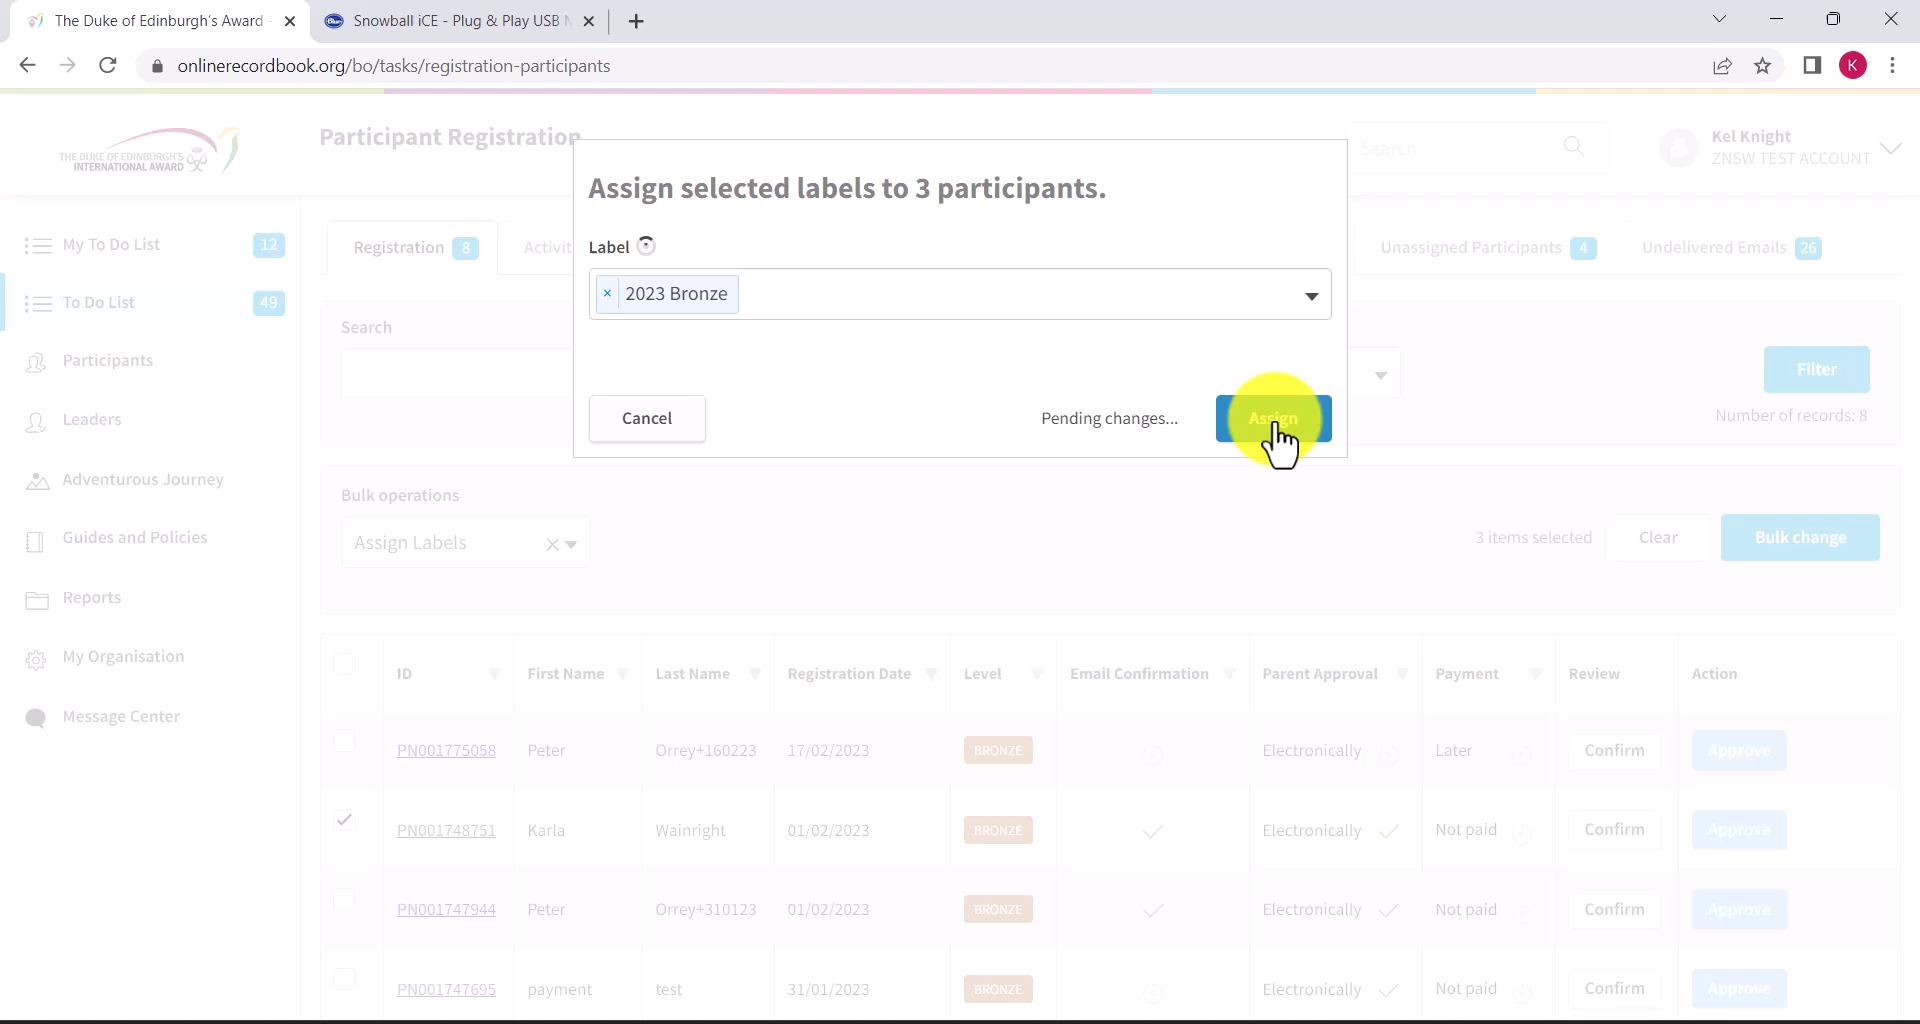 The Duke of Edinburgh's Award -
Snowball iCE - Plug & Play USB M
onlinerecordbook.org/bo/tasks/registration-participants
K
THE DUKE OF EDINBURGH'S
INTERNATIONAL AWARD
Participant Registration
Search
Kel Knight
ZNSW TEST ACCOUNT
My To Do List 12
To Do List 49
Participants
Leaders
Adventurous Journey
Guides and Policies
Reports
My Organisation
Message Center
Registration 8
Activit
Unassigned Participants 4
Undelivered Emails 26
Assign selected labels to 3 participants.
Label
× 2023 Bronze
Cancel
Pending changes...
Assign
Search
Filter
Number of records: 8
Bulk operations
Assign Labels
3 items selected
Clear
Bulk change
ID First Name Last Name Registration Date Level Email Confirmation Parent Approval Payment Review Action
PN001775058 Peter Orrey+160223 17/02/2023 BRONZE Electronically Later Confirm Approve
PN001748751 Karla Wainright 01/02/2023 BRONZE Electronically Not paid Confirm Approve
PN001747944 Peter Orrey+310123 01/02/2023 BRONZE Electronically Not paid Confirm Approve
PN001747695 payment test 31/01/2023 BRONZE Electronically Not paid Confirm Approve